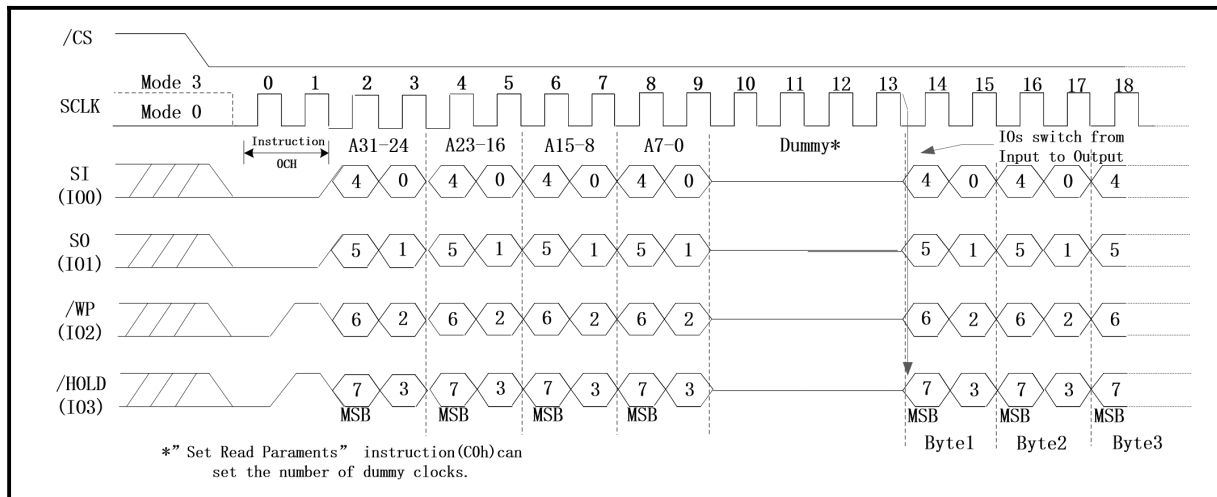 /CS
Mode 3
0 1 2 3 4 5 6 7 8 9 10 11 12 13 14 15 16 17 18
SCLK
Mode 0
Instruction
0CH
A31-24 A23-16 A15-8 A7-0 Dummy*
IOs switch from
Input to Output
SI
(IO0)
4 0 4 0 4 0 4 0 4 0 4 0 4
SO
(IO1)
5 1 5 1 5 1 5 1 5 1 5 1 5
/WP
(IO2)
6 2 6 2 6 2 6 2 6 2 6 2 6
/HOLD
(IO3)
7 3 7 3 7 3 7 3 7 3 7 3 7
MSB MSB MSB MSB MSB MSB MSB
Byte1 Byte2 Byte3
*" Set Read Paraments" instruction(C0h)can
set the number of dummy clocks.